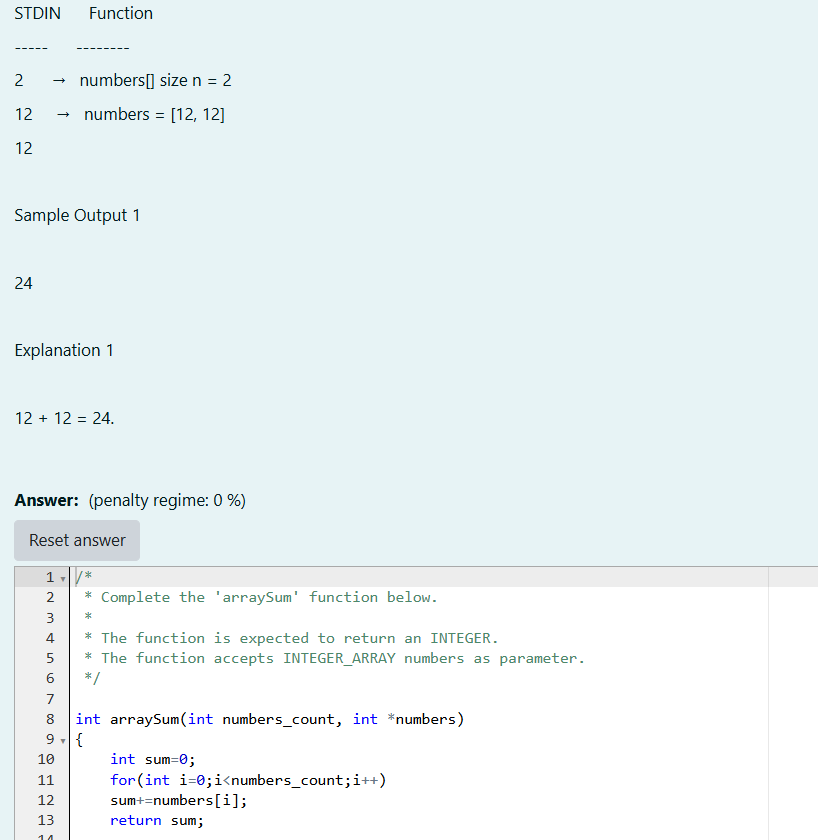 STDIN Function
----- --------
2 → numbers[] size n = 2
12 → numbers = [12, 12]
12
Sample Output 1
24
Explanation 1
12 + 12 = 24.
Answer: (penalty regime: 0 %)
Reset answer
1 /*
2 * Complete the 'arraySum' function below.
3 *
4 * The function is expected to return an INTEGER.
5 * The function accepts INTEGER_ARRAY numbers as parameter.
6 */
7
8 int arraySum(int numbers_count, int *numbers)
9 {
10 int sum=0;
11 for(int i=0;i<numbers_count;i++)
12 sum+=numbers[i];
13 return sum;
14